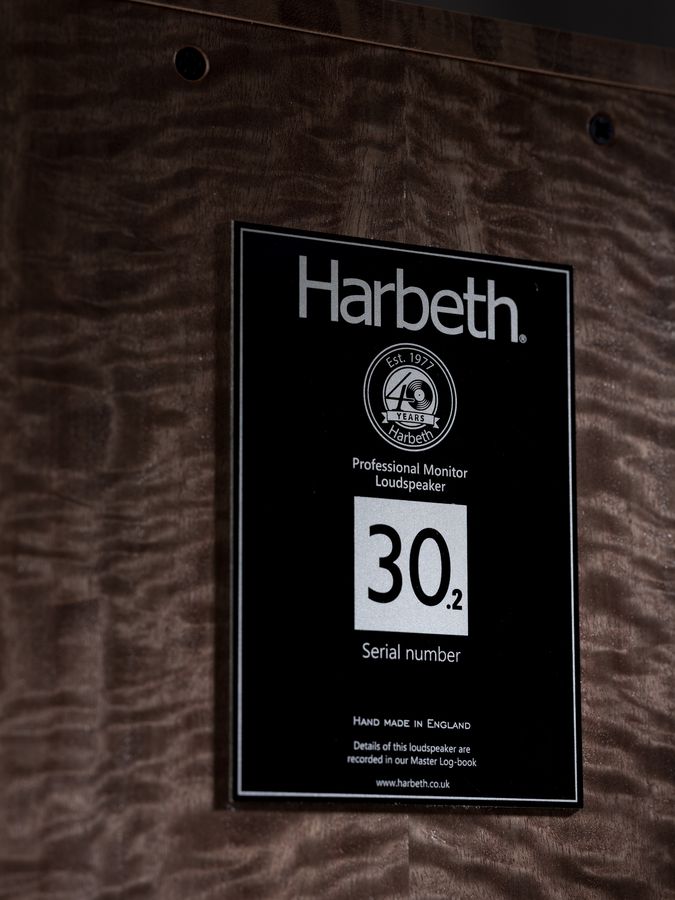 Harbeth®
Est. 1977
40
YEARS
Harbeth
Professional Monitor
Loudspeaker
30.2
Serial number
HAND MADE IN ENGLAND
Details of this loudspeaker are
recorded in our Master Log-book
www.harbeth.co.uk